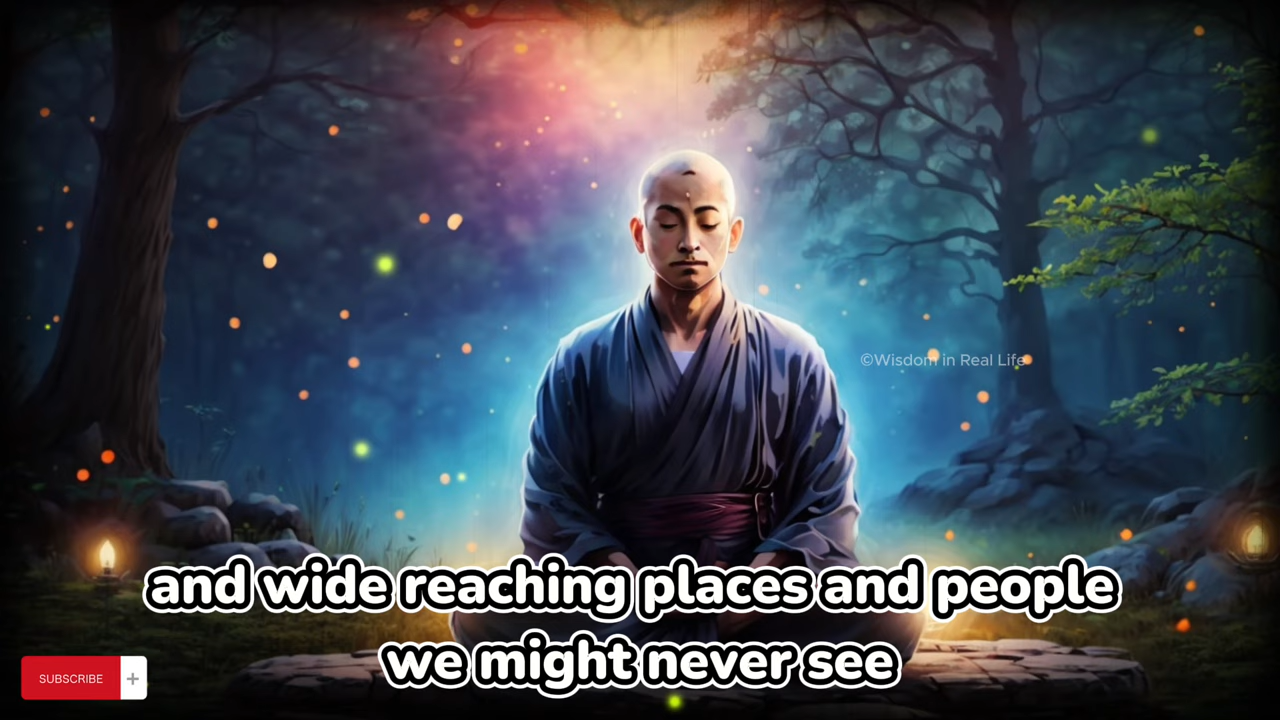 ©Wisdom in Real Life
and wide reaching places and people
we might never see
SUBSCRIBE +